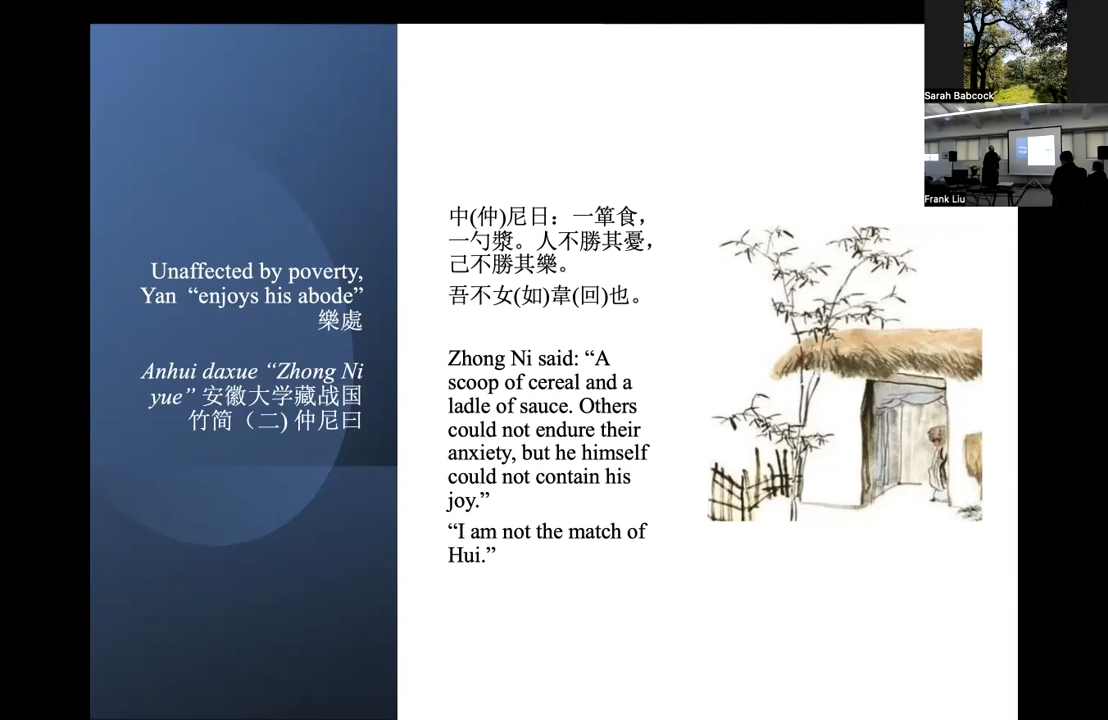 Unaffected by poverty,
Yan “enjoys his abode”
樂處
Anhui daxue “Zhong Ni
yue” 安徽大学藏战国
竹简（二) 仲尼曰
中(仲)尼日：一簞食，
一勺漿。人不勝其憂，
己不勝其樂。
吾不女(如)韋(回)也。
Zhong Ni said: “A
scoop of cereal and a
ladle of sauce. Others
could not endure their
anxiety, but he himself
could not contain his
joy.”
“I am not the match of
Hui.”
Sarah Babcock
Frank Liu